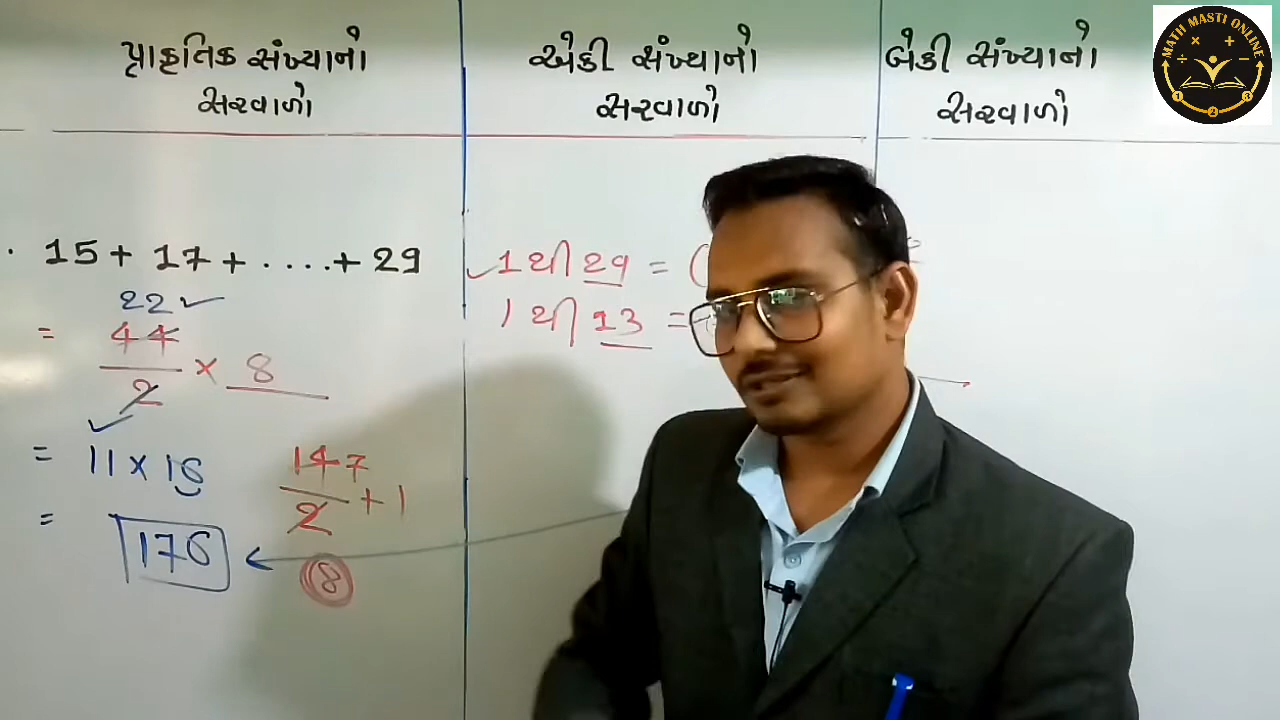 પ્રાકૃતિક સંખ્યાનો
સરવાળો
એકી સંખ્યાનો
સરવાળો
બેકી સંખ્યાનો
સરવાળો
MATH MASTI ONLINE
. 15 + 17 + ....+ 29
22 ✓
= 44/2 × 8
= 11 × 16
14 7/2 + 1
8
= 176
✓ 1 થી 29 = (
1 થી 13 =